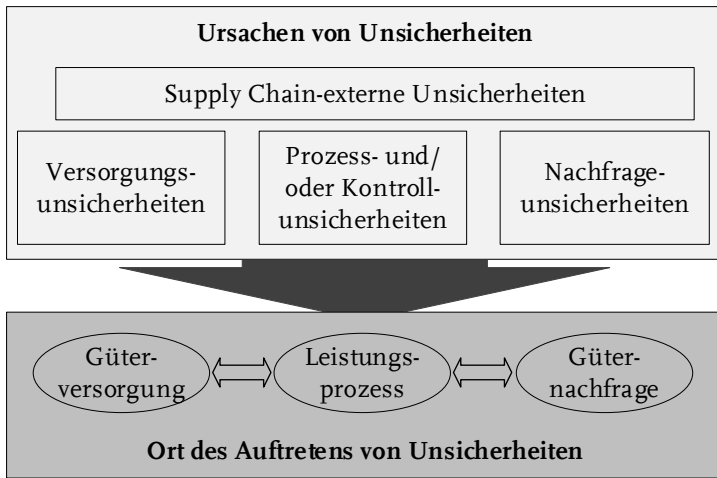 Ursachen von Unsicherheiten
Supply Chain-externe Unsicherheiten
Versorgungs-
unsicherheiten
Prozess- und/
oder Kontroll-
unsicherheiten
Nachfrage-
unsicherheiten
Güter-
versorgung
Leistungs-
prozess
Güter-
nachfrage
Ort des Auftretens von Unsicherheiten